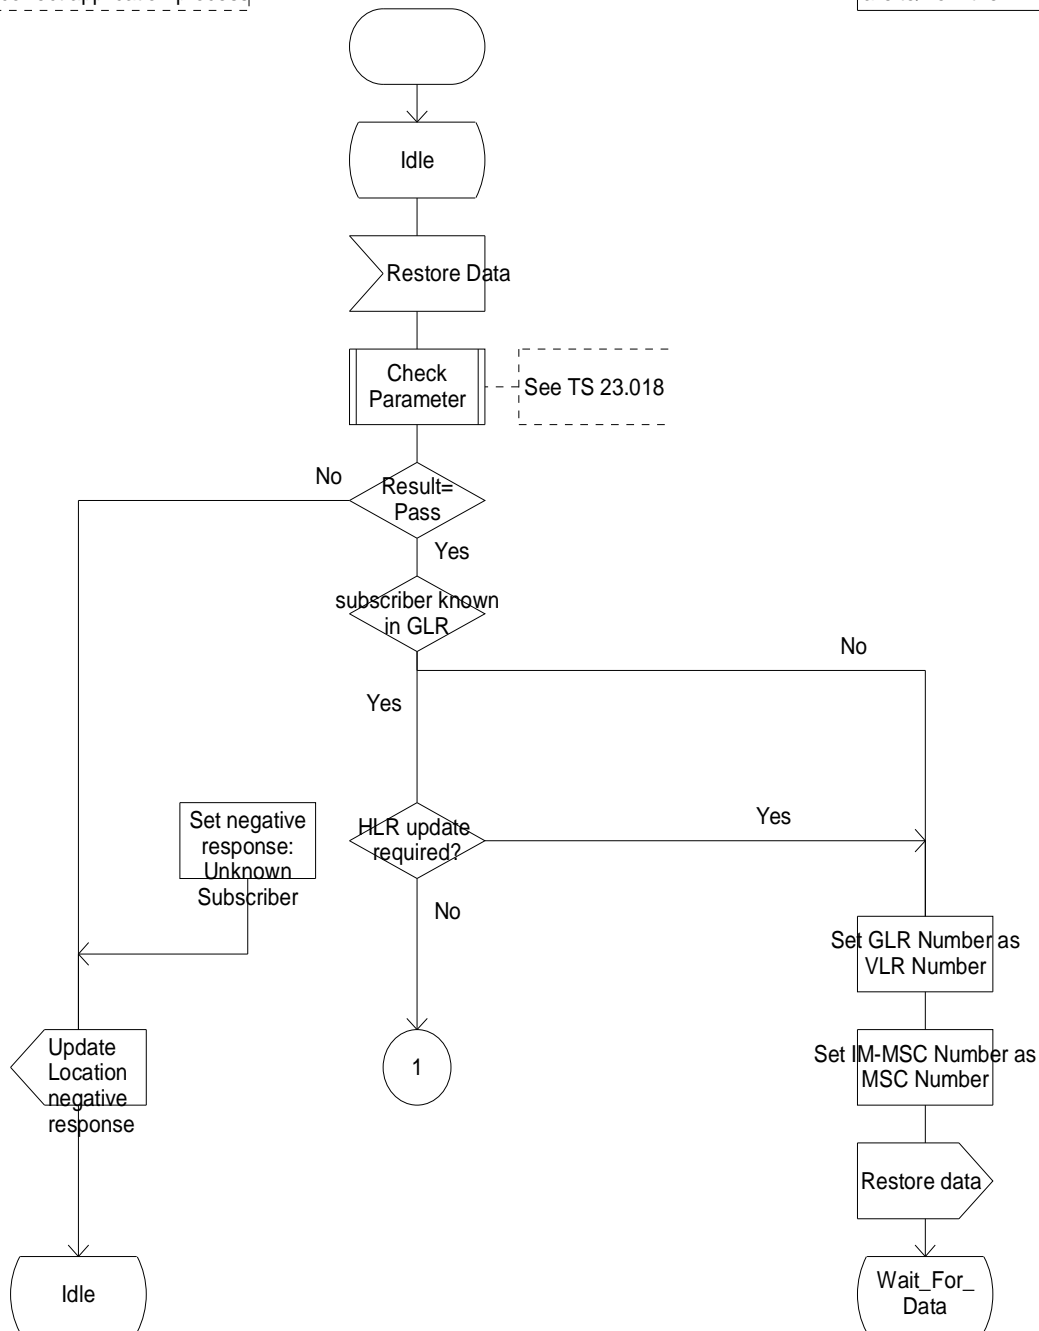 Idle
Restore Data
Check
Parameter
See TS 23.018
No
Result=
Pass
Yes
subscriber known
in GLR
No
Yes
Set negative
response:
Unknown
Subscriber
HLR update
required?
Yes
No
Set GLR Number as
VLR Number
Update
Location
negative
response
1
Set IM-MSC Number as
MSC Number
Restore data
Idle
Wait_For_
Data